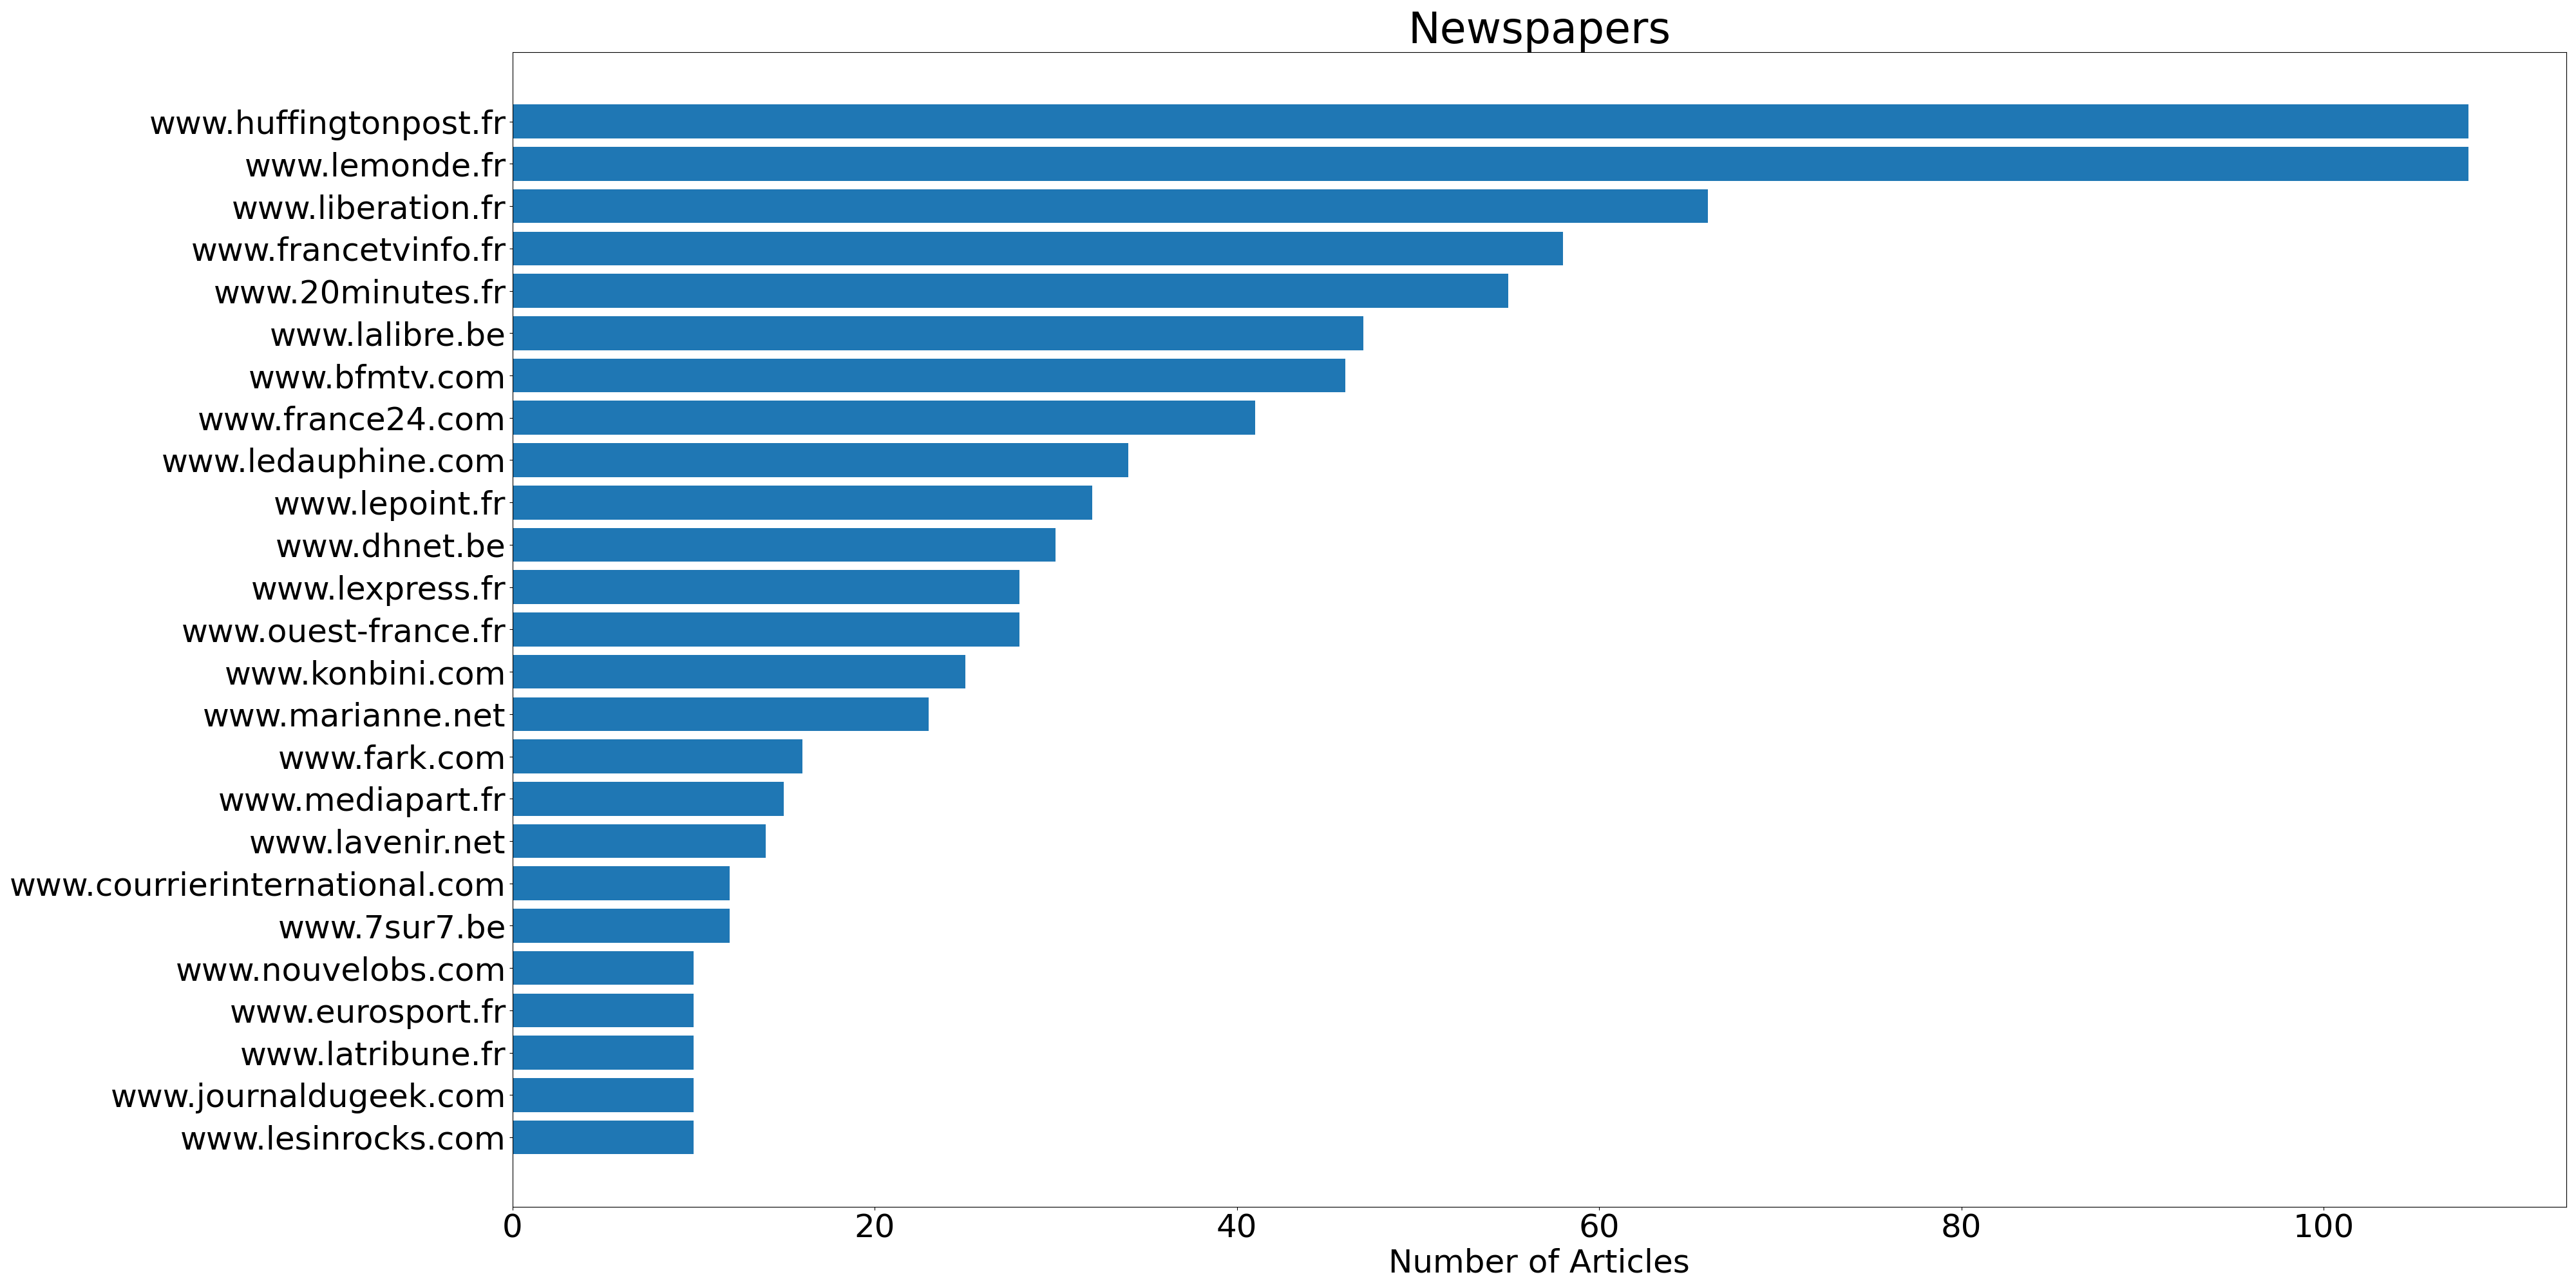 Newspapers
www.huffingtonpost.fr
www.lemonde.fr
www.liberation.fr
www.francetvinfo.fr
www.20minutes.fr
www.lalibre.be
www.bfmtv.com
www.france24.com
www.ledauphine.com
www.lepoint.fr
www.dhnet.be
www.lexpress.fr
www.ouest-france.fr
www.konbini.com
www.marianne.net
www.fark.com
www.mediapart.fr
www.lavenir.net
www.courrierinternational.com
www.7sur7.be
www.nouvelobs.com
www.eurosport.fr
www.latribune.fr
www.journaldugeek.com
www.lesinrocks.com
0 20 40 60 80 100
Number of Articles